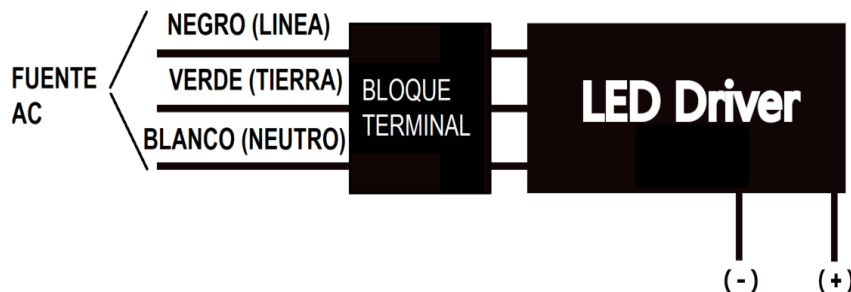 NEGRO (LINEA)
FUENTE
AC
VERDE (TIERRA)
BLANCO (NEUTRO)
BLOQUE
TERMINAL
LED Driver
(-)
(+)